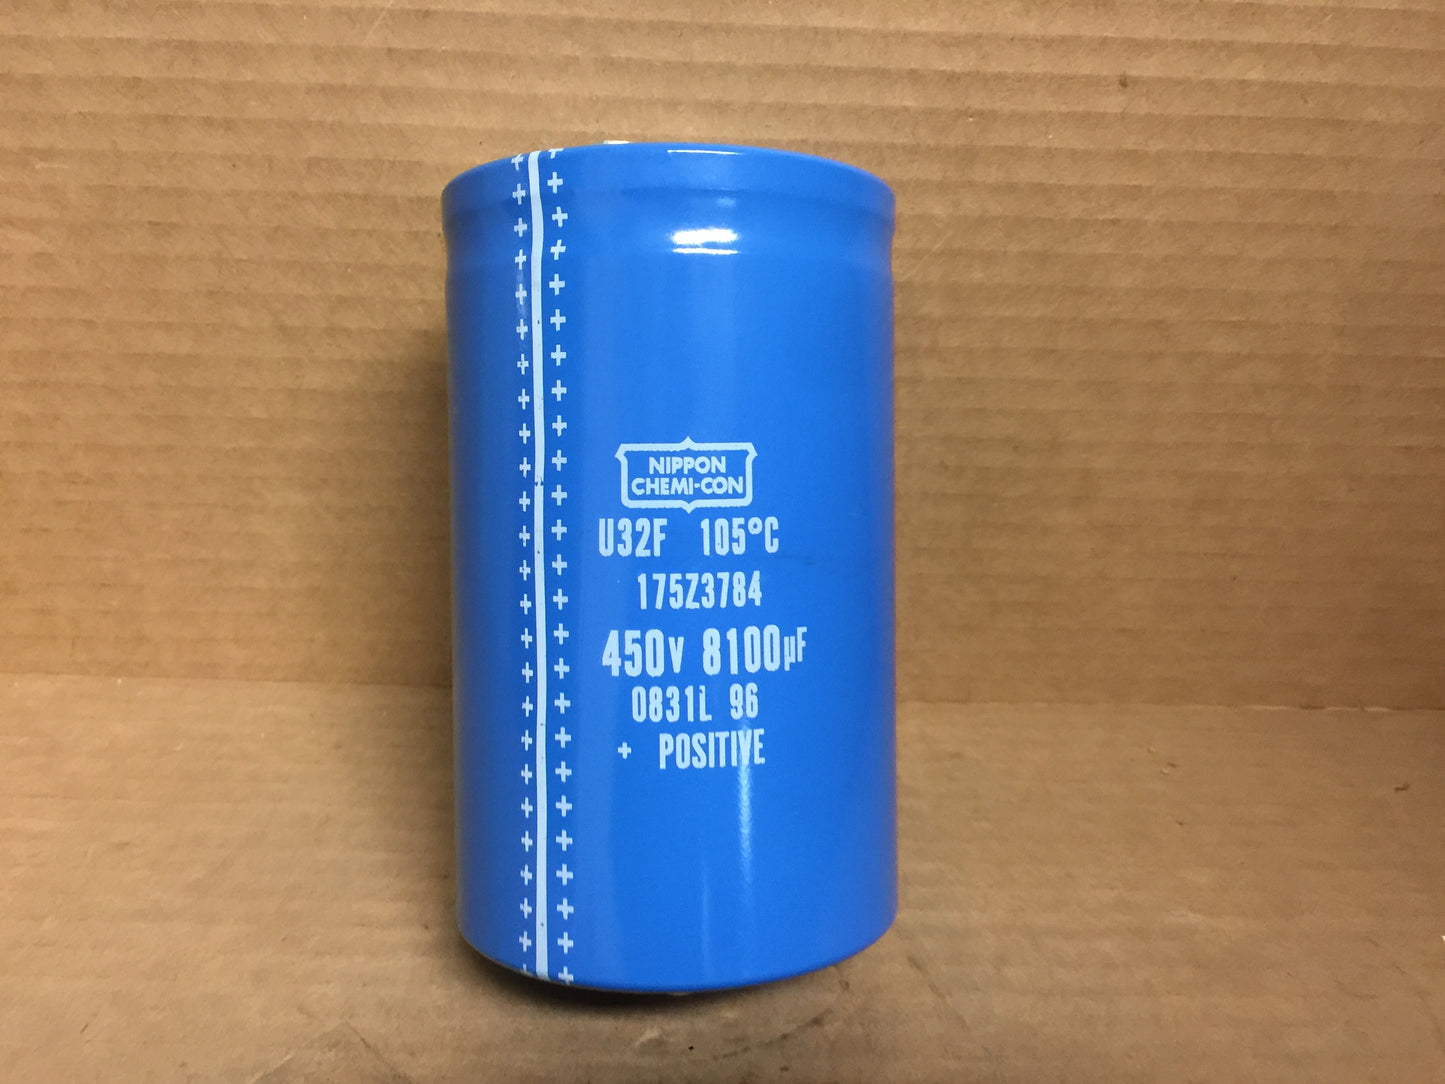 NIPPON
CHEMI-CON
U32F 105°C
175Z3784
450V 8100µF
0831L 96
+ POSITIVE